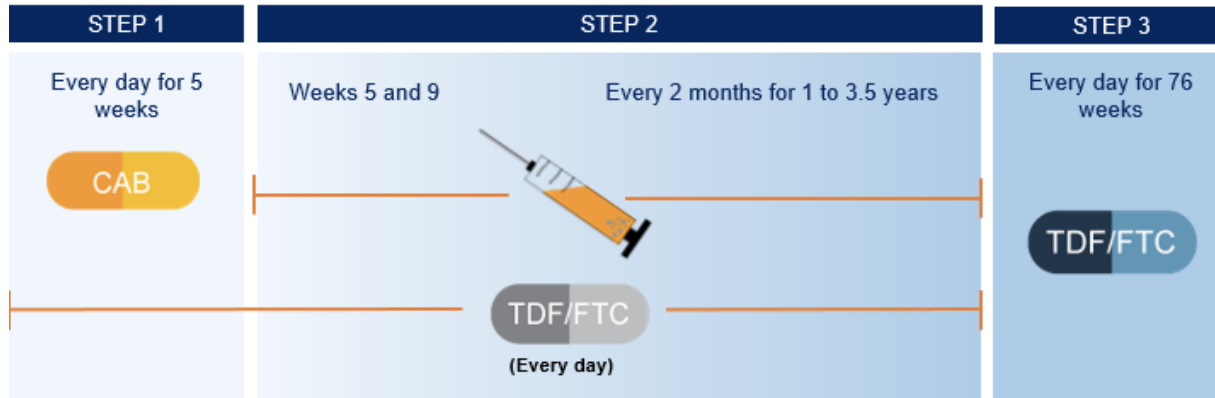 STEP 1
STEP 2
STEP 3
Every day for 5
weeks
Weeks 5 and 9
Every 2 months for 1 to 3.5 years
Every day for 76
weeks
CAB
TDF/FTC
TDF/FTC
(Every day)